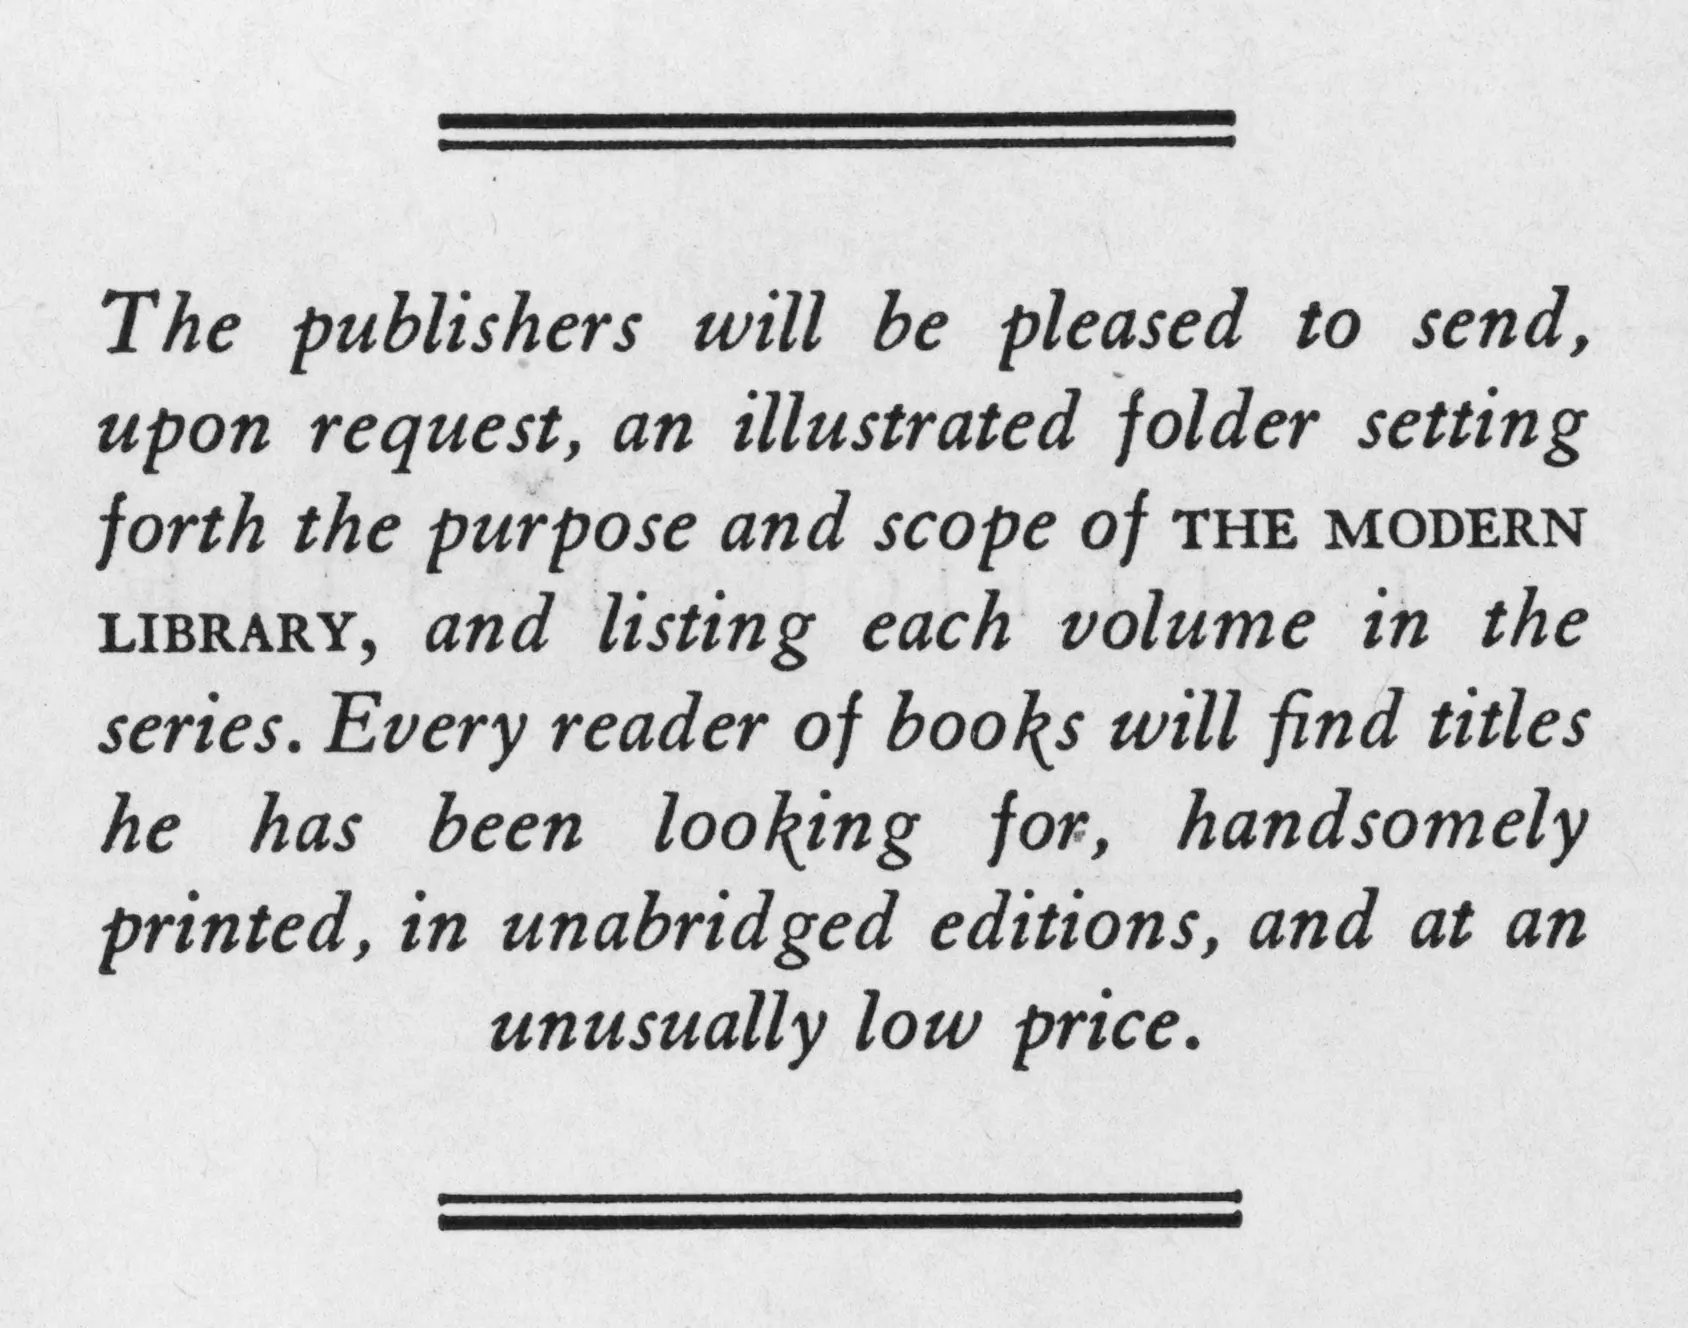 The publishers will be pleased to send,
upon request, an illustrated folder setting
forth the purpose and scope of THE MODERN
LIBRARY, and listing each volume in the
series. Every reader of books will find titles
he has been looking for, handsomely
printed, in unabridged editions, and at an
unusually low price.